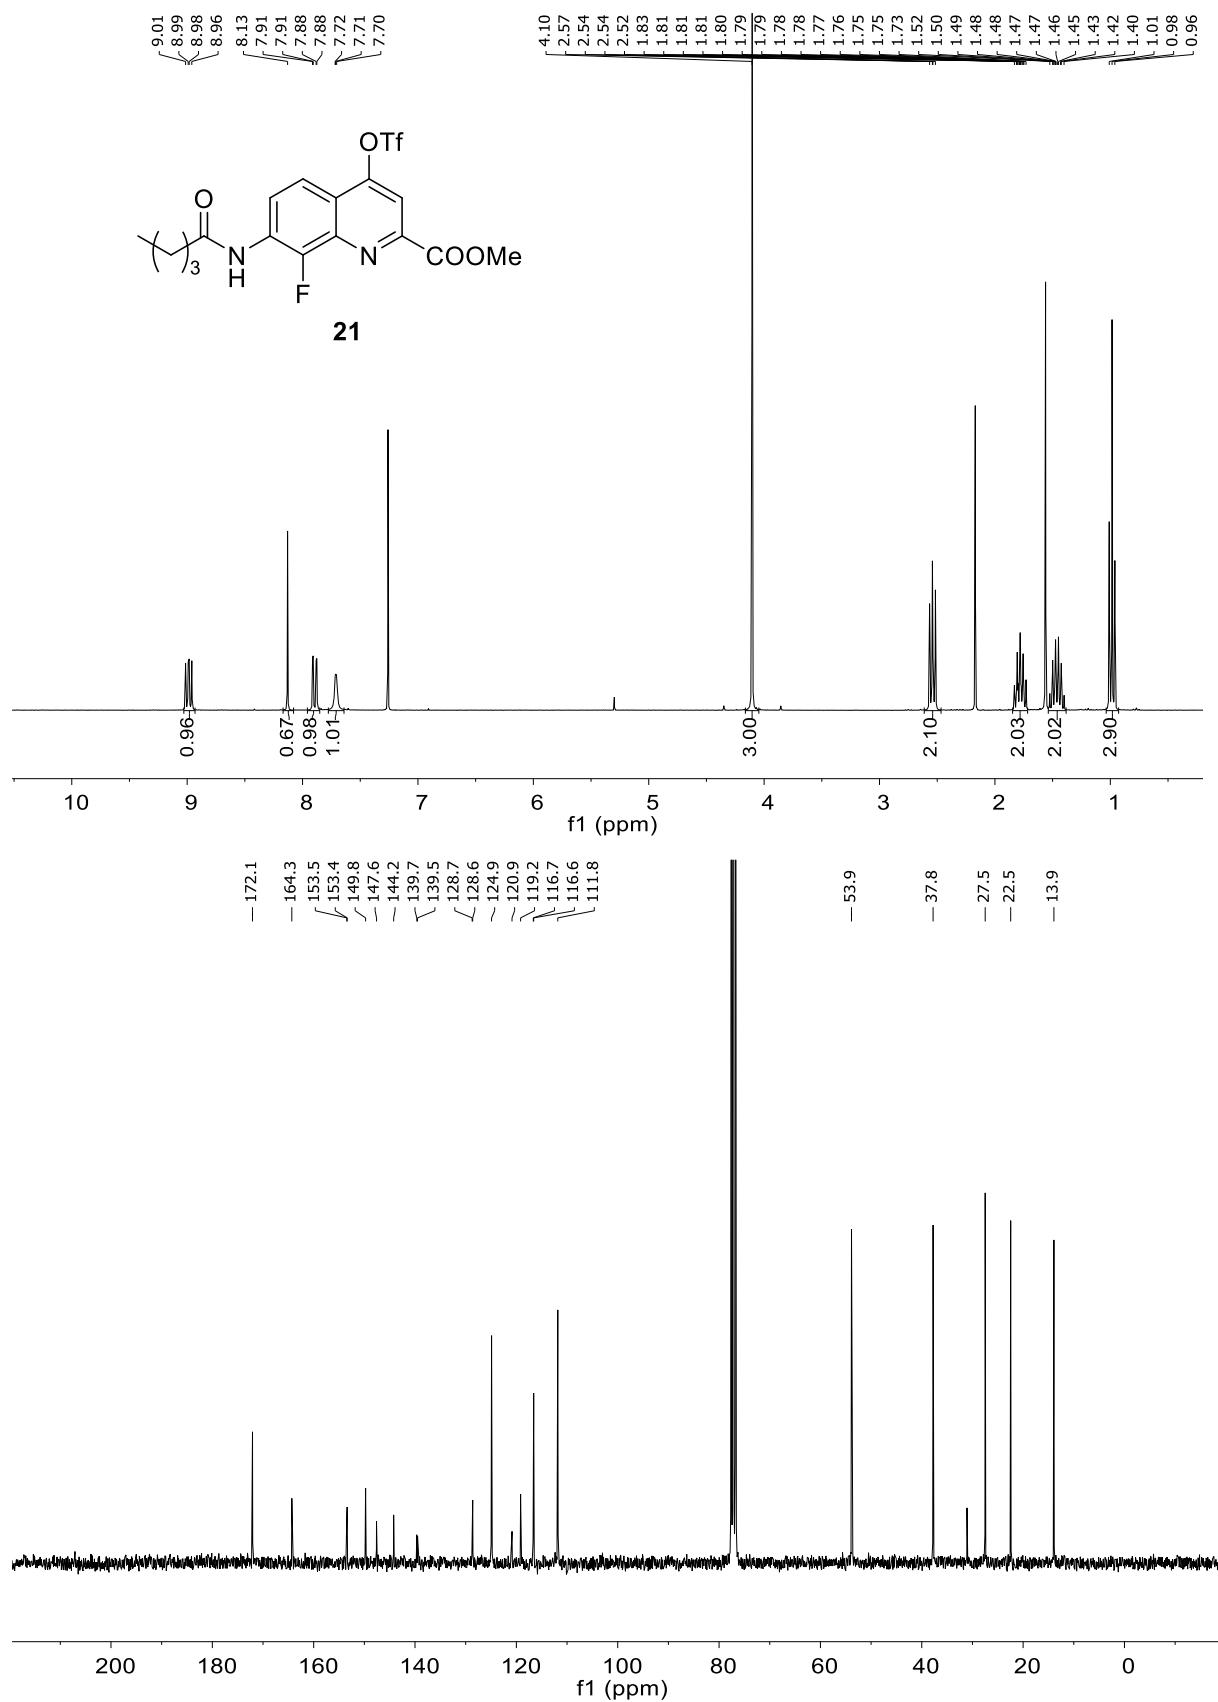 9.01 8.99 8.98 8.96 8.13 7.91 7.91 7.88 7.88 7.72 7.71 7.70 4.10 2.57 2.54 2.54 2.52 1.83 1.81 1.81 1.81 1.80 1.79 1.79 1.78 1.78 1.77 1.76 1.75 1.75 1.73 1.52 1.50 1.49 1.48 1.48 1.47 1.47 1.46 1.45 1.43 1.42 1.40 1.01 0.98 0.96
OTf
O
( )3 N H F N COOMe
21
0.96 0.67 0.98 1.01 3.00 2.10 2.03 2.02 2.90
10 9 8 7 6 5 4 3 2 1
f1 (ppm)
172.1 164.3 153.5 153.4 149.8 147.6 144.2 139.7 139.5 128.7 128.6 124.9 120.9 119.2 116.7 116.6 111.8 53.9 37.8 27.5 22.5 13.9
200 180 160 140 120 100 80 60 40 20 0
f1 (ppm)